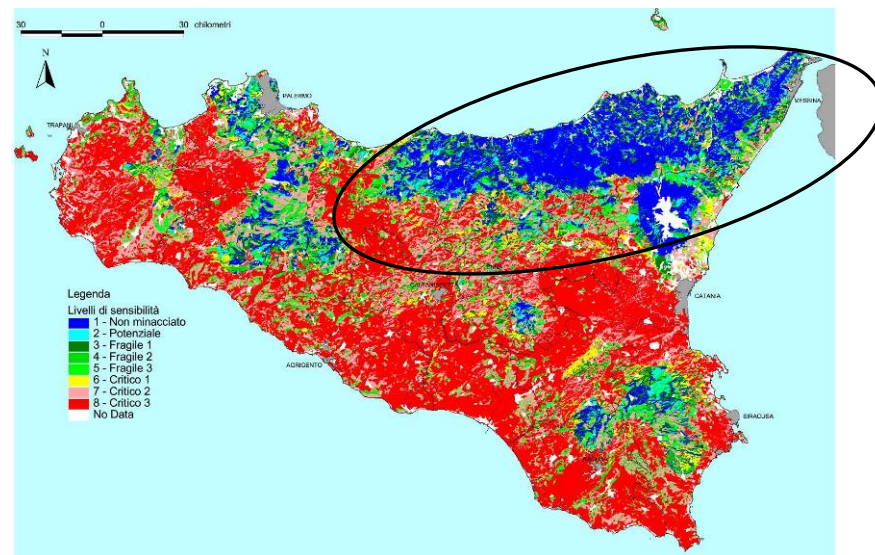 30 0 30 chilometri
N
PALERMO
TRAPANI
MESSINA
CATANIA
AGRIGENTO
SIRACUSA
Legenda
Livelli di sensibilità
1 - Non minacciato
2 - Potenziale
3 - Fragile 1
4 - Fragile 2
5 - Fragile 3
6 - Critico 1
7 - Critico 2
8 - Critico 3
No Data